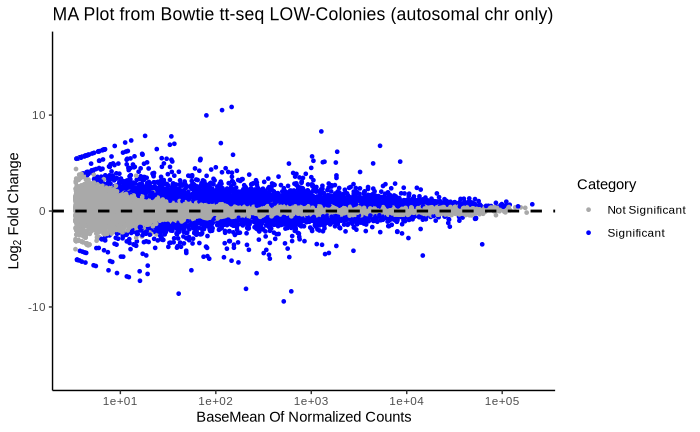 MA Plot from Bowtie tt-seq LOW-Colonies (autosomal chr only)
Log₂ Fold Change
10
0
-10
1e+01 1e+02 1e+03 1e+04 1e+05
BaseMean Of Normalized Counts
Category
Not Significant
Significant